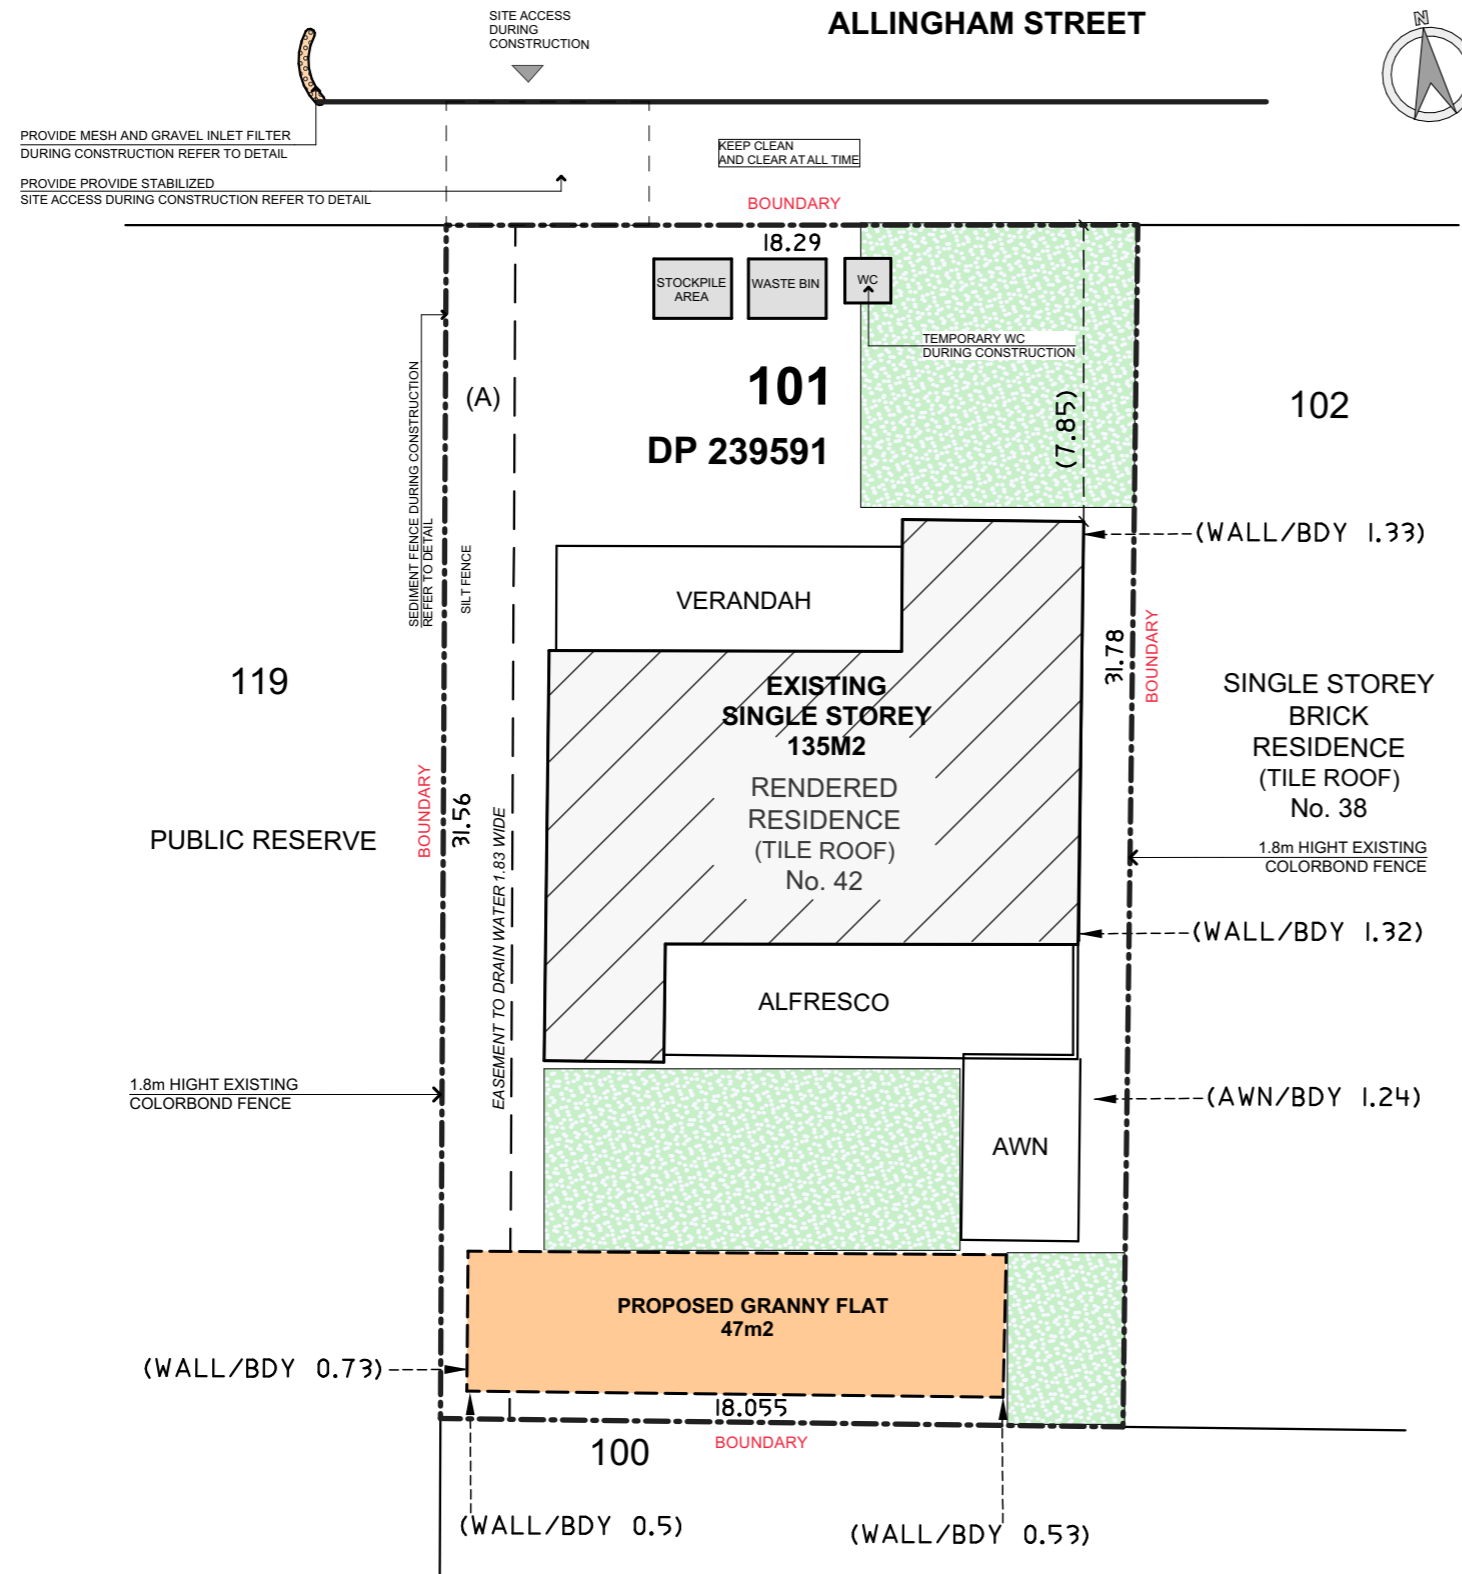 SITE ACCESS
DURING
CONSTRUCTION
ALLINGHAM STREET
N
PROVIDE MESH AND GRAVEL INLET FILTER
DURING CONSTRUCTION REFER TO DETAIL
KEEP CLEAN
AND CLEAR AT ALL TIME
PROVIDE PROVIDE STABILIZED
SITE ACCESS DURING CONSTRUCTION REFER TO DETAIL
BOUNDARY
18.29
STOCKPILE
AREA
WASTE BIN
WC
TEMPORARY WC
DURING CONSTRUCTION
(A)
101
DP 239591
(7.85)
102
SEDIMENT FENCE DURING CONSTRUCTION
REFER TO DETAIL
SILT FENCE
(WALL/BDY 1.33)
VERANDAH
119
31.78
BOUNDARY
EXISTING
SINGLE STOREY
135M2
RENDERED
RESIDENCE
(TILE ROOF)
No. 42
SINGLE STOREY
BRICK
RESIDENCE
(TILE ROOF)
No. 38
PUBLIC RESERVE
BOUNDARY
31.56
EASEMENT TO DRAIN WATER 1.83 WIDE
1.8m HIGHT EXISTING
COLORBOND FENCE
(WALL/BDY 1.32)
ALFRESCO
1.8m HIGHT EXISTING
COLORBOND FENCE
(AWN/BDY 1.24)
AWN
PROPOSED GRANNY FLAT
47m2
(WALL/BDY 0.73)
18.055
BOUNDARY
100
(WALL/BDY 0.5)
(WALL/BDY 0.53)